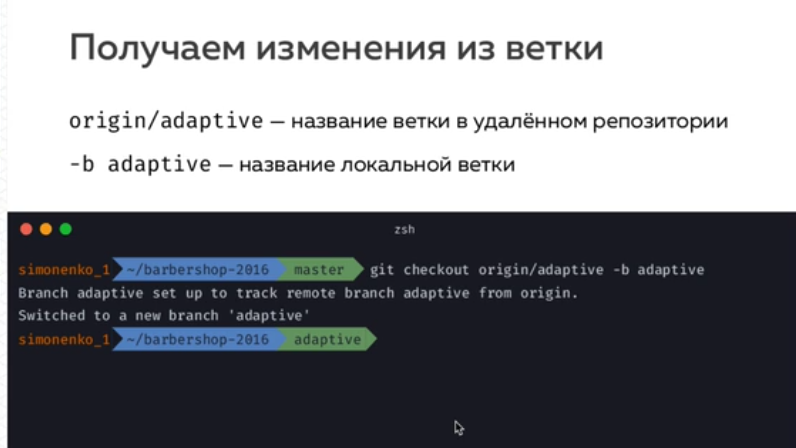 Получаем изменения из ветки
origin/adaptive — название ветки в удалённом репозитории
-b adaptive — название локальной ветки
zsh
simonenko_1 ~/barbershop-2016 master git checkout origin/adaptive -b adaptive
Branch adaptive set up to track remote branch adaptive from origin.
Switched to a new branch 'adaptive'
simonenko_1 ~/barbershop-2016 adaptive